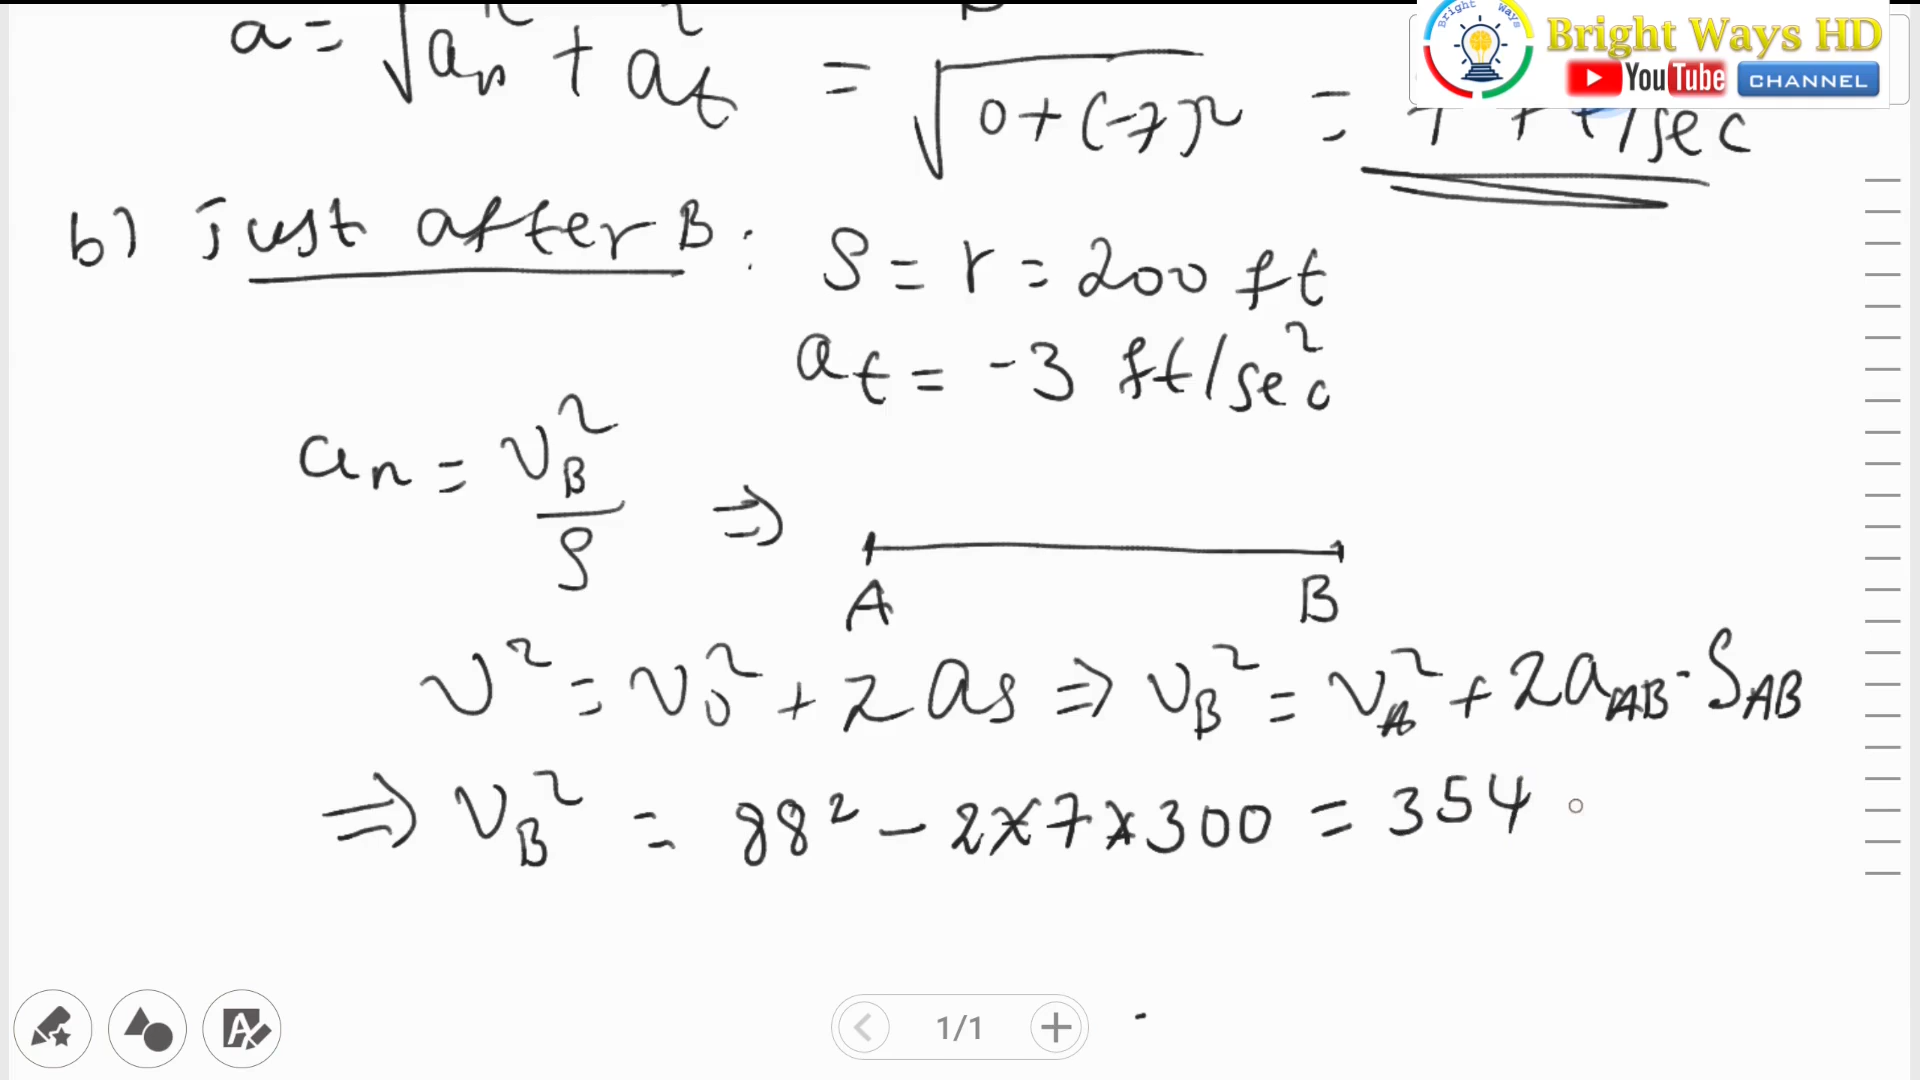 Bright Ways
Bright Ways HD
YouTube CHANNEL
a = √an² + at² = √0 + (-7)² = 7 ft/sec
b) just after B : ρ = r = 200 ft
at = -3 ft/sec²
an = vB² / ρ ⇒
A B
v² = v0² + 2as ⇒ vB² = vA² + 2aAB · SAB
⇒ vB² = 88² - 2×7×300 = 354
1/1